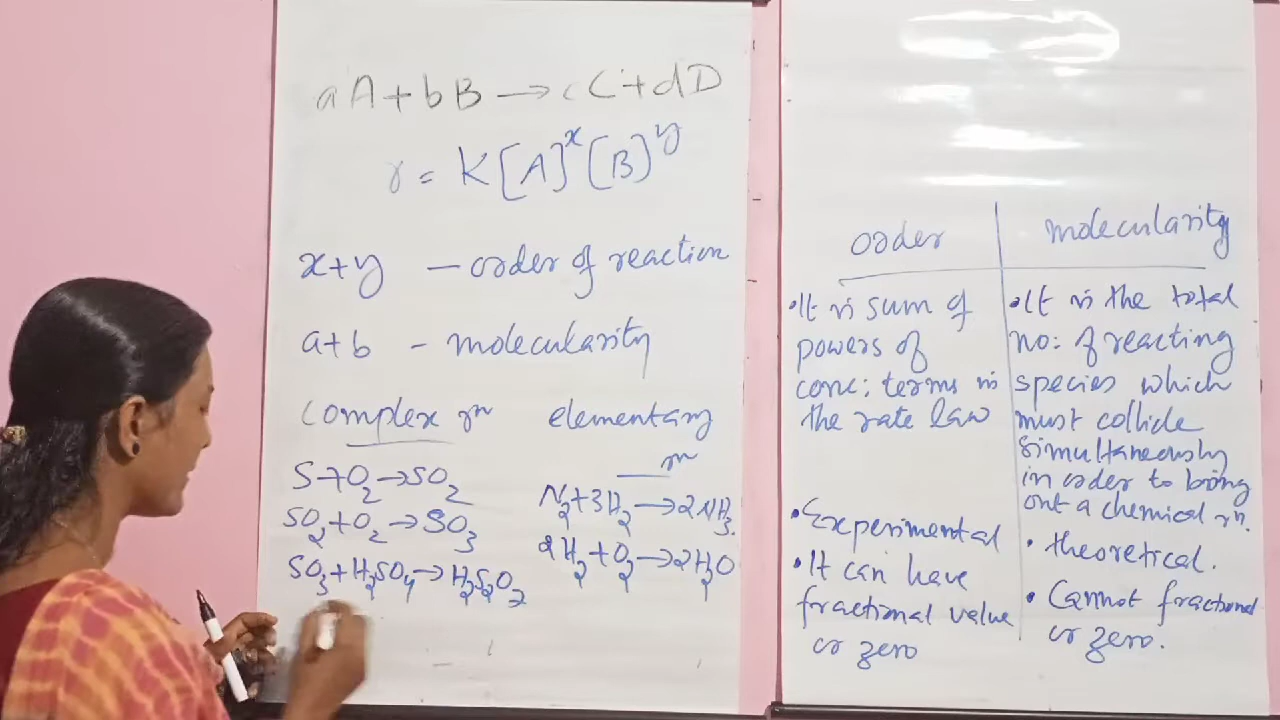 aA + bB → cC + dD
r = K[A]^x [B]^y
x+y — order of reaction
a+b - molecularity
complex rn elementary rn
S+O₂→SO₂
SO₂+O₂→SO₃
SO₃+H₂SO₄→H₂S₂O₇
N₂+3H₂→2NH₃.
2H₂+O₂→2H₂O
order
•It is sum of
powers of
conc: terms in
the rate law
•Experimental
•It can have
fractional value
or zero
molecularity
•It is the total
no: of reacting
species which
must collide
simultaneously
in order to bring
out a chemical rn.
•theoretical.
•Cannot fractional
or zero.